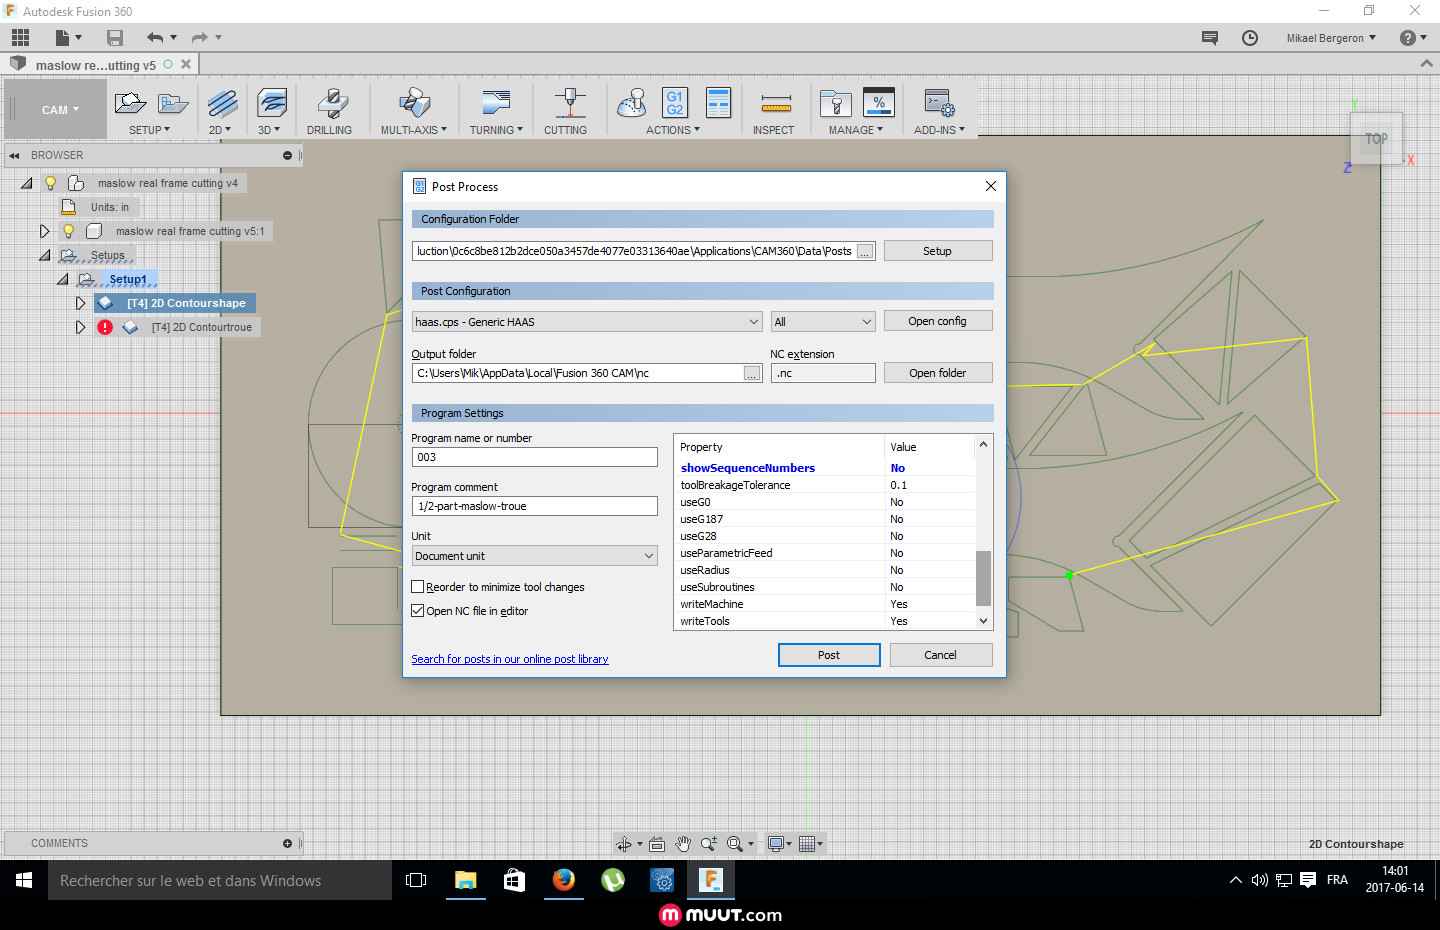 Autodesk Fusion 360
Mikael Bergeron
maslow re...utting v5
CAM
SETUP
2D
3D
DRILLING
MULTI-AXIS
TURNING
CUTTING
G1
G2
ACTIONS
INSPECT
%
MANAGE
ADD-INS
BROWSER
maslow real frame cutting v4
Units: in
maslow real frame cutting v5:1
Setups
Setup1
[T4] 2D Contourshape
[T4] 2D Contourtroue
Y
TOP
X
Z
G1
G2
Post Process
Configuration Folder
luction\0c6c8be812b2dce050a3457de4077e03313640ae\Applications\CAM360\Data\Posts
...
Setup
Post Configuration
haas.cps - Generic HAAS
All
Open config
Output folder
NC extension
C:\Users\Mik\AppData\Local\Fusion 360 CAM\nc
...
.nc
Open folder
Program Settings
Program name or number
003
Program comment
1/2-part-maslow-troue
Unit
Document unit
Reorder to minimize tool changes
Open NC file in editor
Property Value
showSequenceNumbers No
toolBreakageTolerance 0.1
useG0 No
useG187 No
useG28 No
useParametricFeed No
useRadius No
useSubroutines No
writeMachine Yes
writeTools Yes
Search for posts in our online post library
Post
Cancel
COMMENTS
2D Contourshape
Rechercher sur le web et dans Windows
FRA
14:01
2017-06-14
muut.com